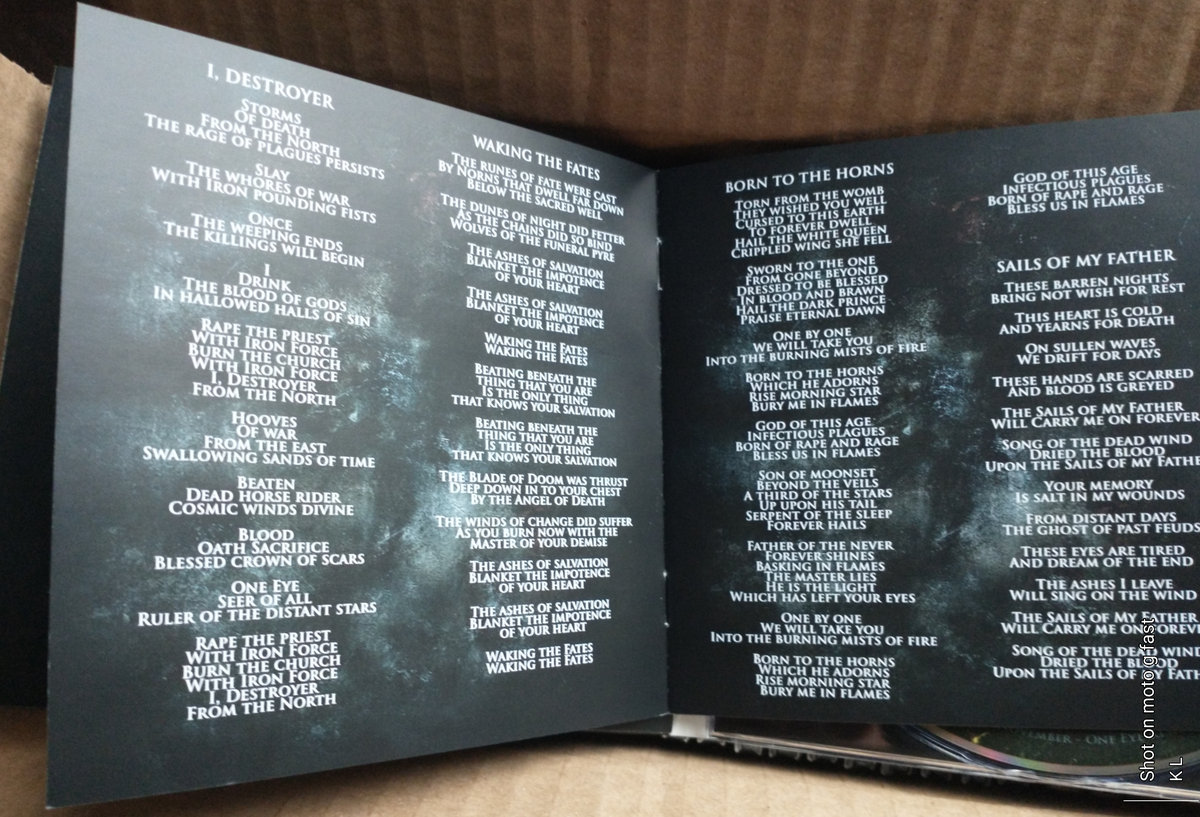 I, DESTROYER
STORMS
OF DEATH
FROM THE NORTH
THE RAGE OF PLAGUES PERSISTS
SLAY
THE WHORES OF WAR
WITH IRON POUNDING FISTS
ONCE
THE WEEPING ENDS
THE KILLINGS WILL BEGIN
I
DRINK
THE BLOOD OF GODS
IN HALLOWED HALLS OF SIN
RAPE THE PRIEST
WITH IRON FORCE
BURN THE CHURCH
WITH IRON FORCE
I, DESTROYER
FROM THE NORTH
HOOVES
OF WAR
FROM THE EAST
SWALLOWING SANDS OF TIME
BEATEN
DEAD HORSE RIDER
COSMIC WINDS DIVINE
BLOOD
OATH SACRIFICE
BLESSED CROWN OF SCARS
ONE EYE
SEER OF ALL
RULER OF THE DISTANT STARS
RAPE THE PRIEST
WITH IRON FORCE
BURN THE CHURCH
WITH IRON FORCE
I, DESTROYER
FROM THE NORTH
WAKING THE FATES
THE RUNES OF FATE WERE CAST
BY NORNS THAT DWELL FAR DOWN
BELOW THE SACRED WELL
THE DUNES OF NIGHT DID FETTER
AS THE CHAINS DID SO BIND
WOLVES OF THE FUNERAL PYRE
THE ASHES OF SALVATION
BLANKET THE IMPOTENCE
OF YOUR HEART
THE ASHES OF SALVATION
BLANKET THE IMPOTENCE
OF YOUR HEART
WAKING THE FATES
WAKING THE FATES
BEATING BENEATH THE
THING THAT YOU ARE
IS THE ONLY THING
THAT KNOWS YOUR SALVATION
BEATING BENEATH THE
THING THAT YOU ARE
IS THE ONLY THING
THAT KNOWS YOUR SALVATION
THE BLADE OF DOOM WAS THRUST
DEEP DOWN IN TO YOUR CHEST
BY THE ANGEL OF DEATH
THE WINDS OF CHANGE DID SUFFER
AS YOU BURN NOW WITH THE
MASTER OF YOUR DEMISE
THE ASHES OF SALVATION
BLANKET THE IMPOTENCE
OF YOUR HEART
THE ASHES OF SALVATION
BLANKET THE IMPOTENCE
OF YOUR HEART
WAKING THE FATES
WAKING THE FATES
BORN TO THE HORNS
TORN FROM THE WOMB
THEY WISHED YOU WELL
CURSED TO THIS EARTH
TO FOREVER DWELL
HAIL THE WHITE QUEEN
CRIPPLED WING SHE FELL
SWORN TO THE ONE
FROM GONE BEYOND
DRESSED TO BE BLESSED
IN BLOOD AND BRAWN
HAIL THE DARK PRINCE
PRAISE ETERNAL DAWN
ONE BY ONE
WE WILL TAKE YOU
INTO THE BURNING MISTS OF FIRE
BORN TO THE HORNS
WHICH HE ADORNS
RISE MORNING STAR
BURY ME IN FLAMES
GOD OF THIS AGE
INFECTIOUS PLAGUES
BORN OF RAPE AND RAGE
BLESS US IN FLAMES
SON OF MOONSET
BEYOND THE VEILS
A THIRD OF THE STARS
UP UPON HIS TAIL
SERPENT OF THE SLEEP
FOREVER HAILS
FATHER OF THE NEVER
FOREVER SHINES
BASKING IN FLAMES
THE MASTER LIES
HE IS THE LIGHT
WHICH HAS LEFT YOUR EYES
ONE BY ONE
WE WILL TAKE YOU
INTO THE BURNING MISTS OF FIRE
BORN TO THE HORNS
WHICH HE ADORNS
RISE MORNING STAR
BURY ME IN FLAMES
GOD OF THIS AGE
INFECTIOUS PLAGUES
BORN OF RAPE AND RAGE
BLESS US IN FLAMES
SAILS OF MY FATHER
THESE BARREN NIGHTS
BRING NOT WISH FOR REST
THIS HEART IS COLD
AND YEARNS FOR DEATH
ON SULLEN WAVES
WE DRIFT FOR DAYS
THESE HANDS ARE SCARRED
AND BLOOD IS GREYED
THE SAILS OF MY FATHER
WILL CARRY ME ON FOREVER
SONG OF THE DEAD WIND
DRIED THE BLOOD
UPON THE SAILS OF MY FATHE
YOUR MEMORY
IS SALT IN MY WOUNDS
FROM DISTANT DAYS
THE GHOST OF PAST FEUDS
THESE EYES ARE TIRED
AND DREAM OF THE END
THE ASHES I LEAVE
WILL SING ON THE WIND
THE SAILS OF MY FATHER
WILL CARRY ME ON FOREV
SONG OF THE DEAD WIND
DRIED THE BLOOD
UPON THE SAILS OF MY FATH
EMBER - ONE EYED
Shot on moto g fast
K L